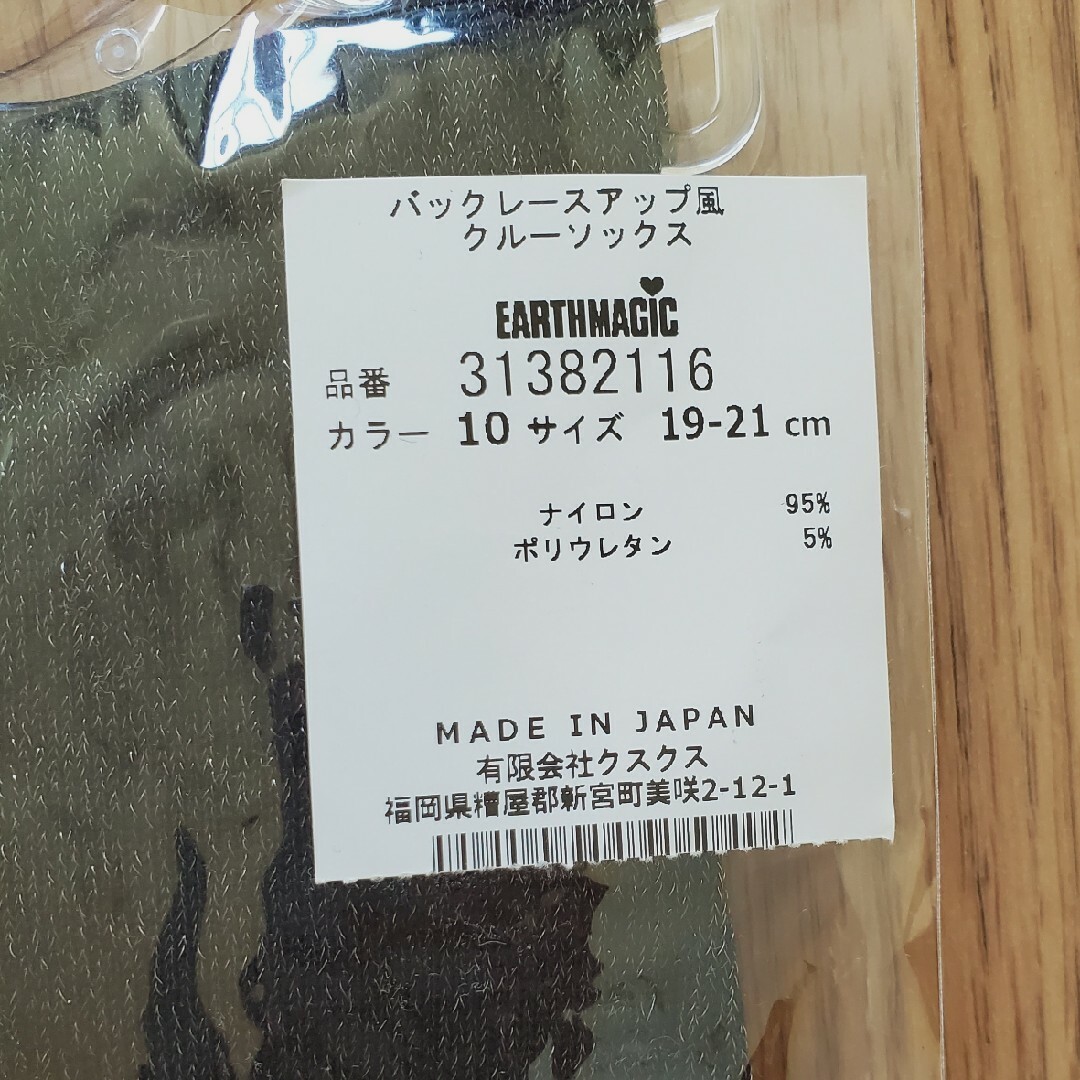 バックレースアップ風
クルーソックス
EARTHMAGIC
品番 31382116
カラー 10 サイズ 19-21 cm
ナイロン 95%
ポリウレタン 5%
MADE IN JAPAN
有限会社クスクス
福岡県糟屋郡新宮町美咲2-12-1